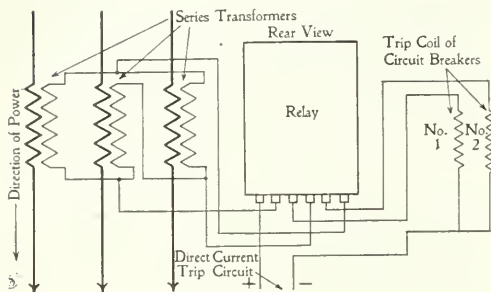 Series Transformers
Rear View
Trip Coil of
Circuit Breakers
Relay
No.
1
No.
2
Direction of Power
Direct Current
Trip Circuit
+
−